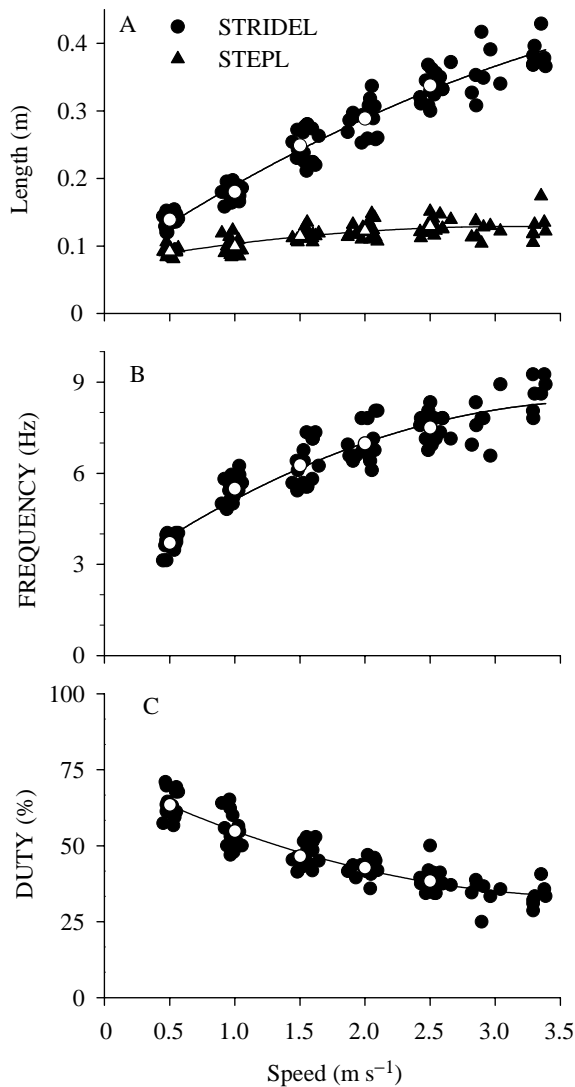 A
STRIDEL
STEPL
0.4
0.3
0.2
0.1
0
Length (m)
B
9
6
3
0
FREQUENCY (Hz)
C
100
75
50
25
0
DUTY (%)
0 0.5 1.0 1.5 2.0 2.5 3.0 3.5
Speed (m s⁻¹)